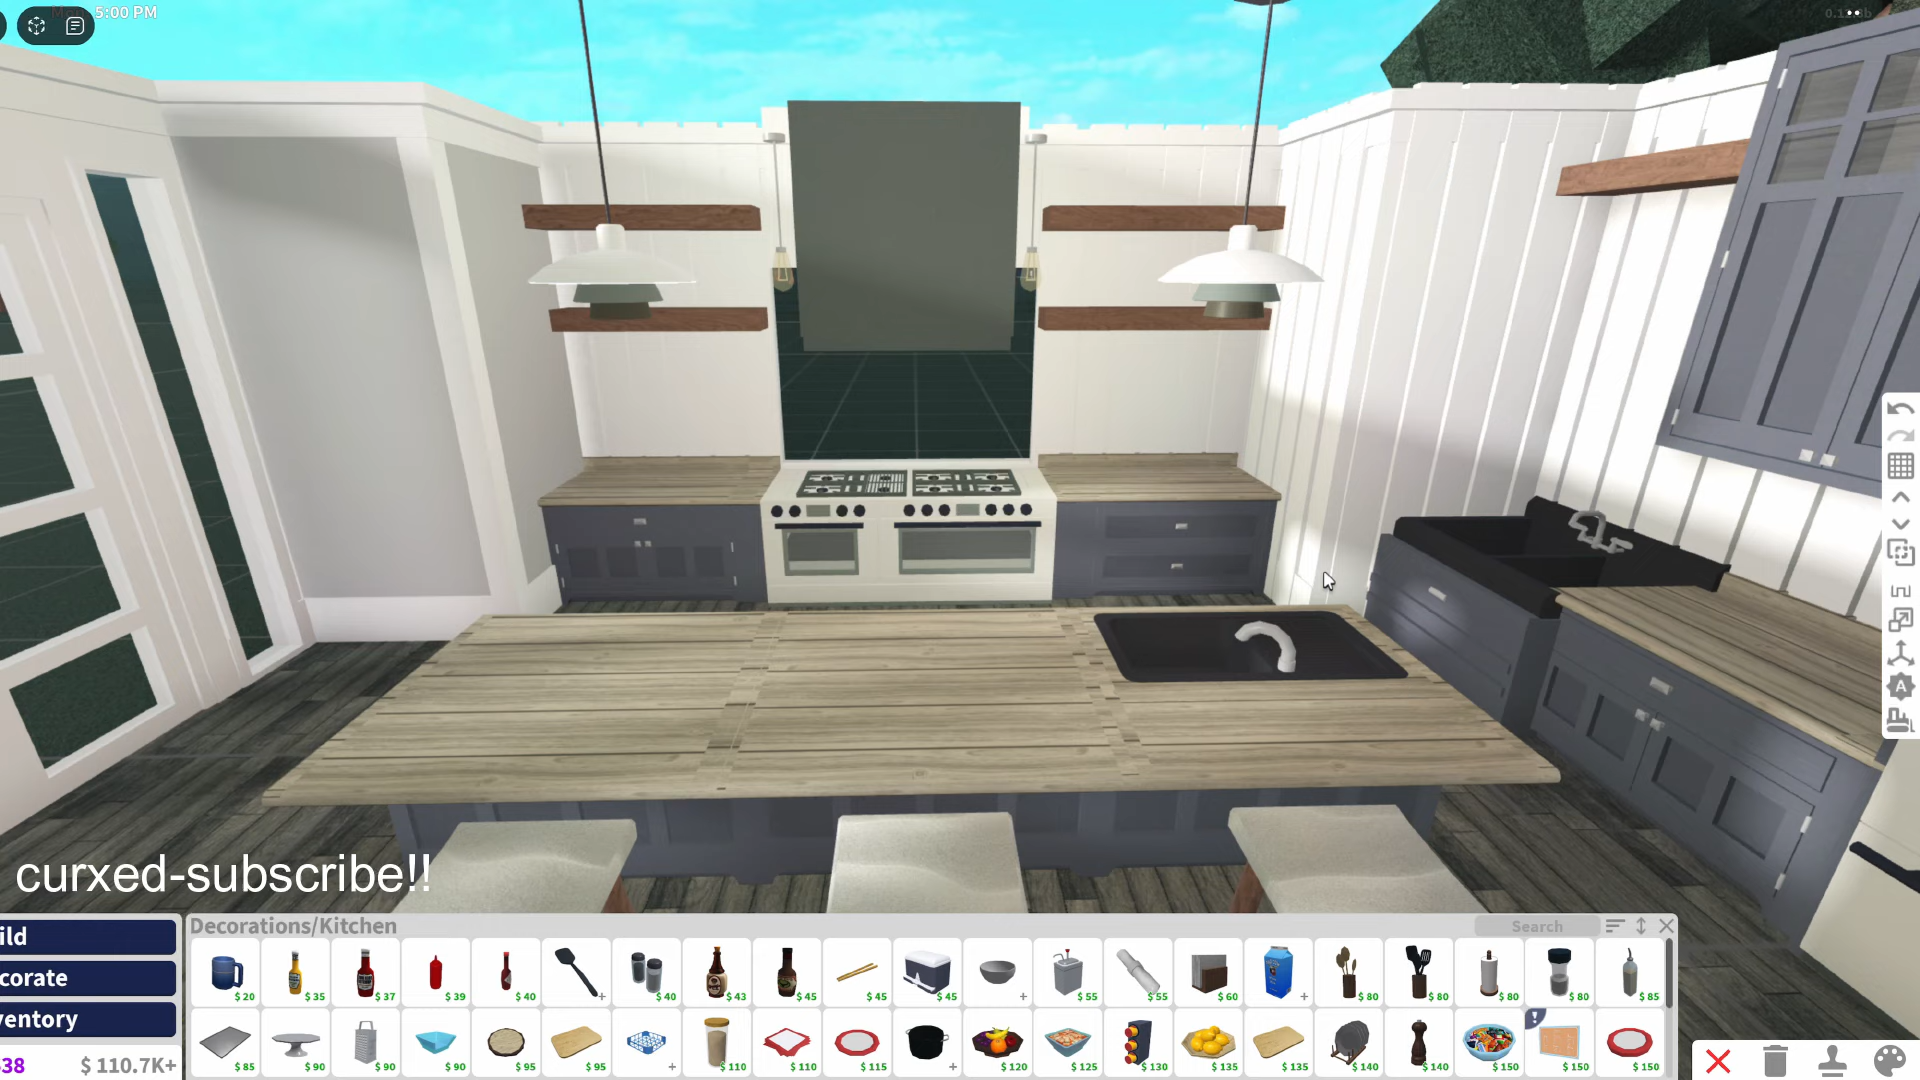 5:00 PM
curxed-subscribe!!
ild
corate
ventory
38 $ 110.7K+
Decorations/Kitchen
Search
$ 20 $ 35 $ 37 $ 39 $ 40 + $ 40 $ 43 $ 45 $ 45 $ 45 + $ 55 $ 55 $ 60 + $ 80 $ 80 $ 80 $ 80 $ 85
$ 85 $ 90 $ 90 $ 90 $ 95 $ 95 + $ 110 $ 110 $ 115 + $ 120 $ 125 $ 130 $ 135 $ 135 $ 140 $ 140 $ 150 $ 150 $ 150
A